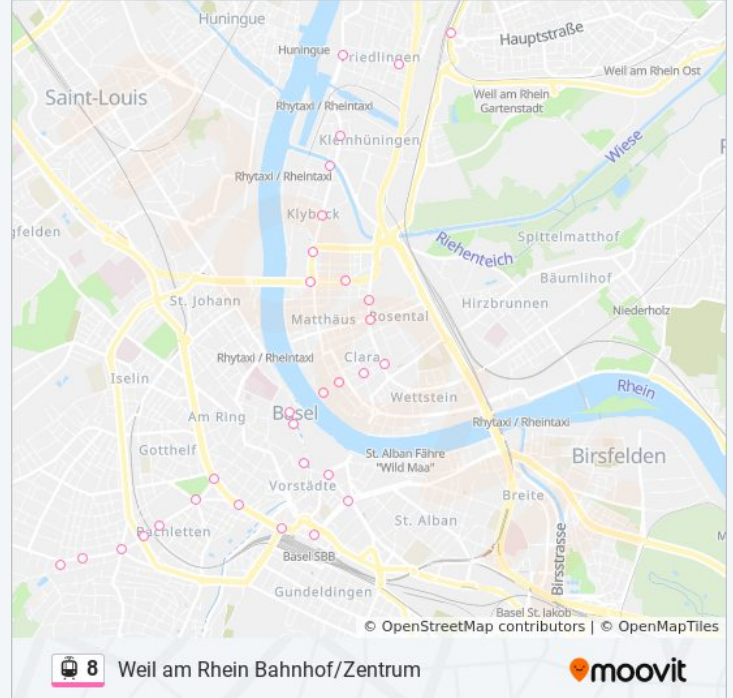 Huningue
Hauptstraße
Huningue
Friedlingen
Weil am Rhein Ost
Saint-Louis
Weil am Rhein
Gartenstadt
Rhytaxi / Rheintaxi
Kleinhüningen
Wiese
Rhytaxi / Rheintaxi
Klybeck
gfelden
Riehenteich
Spittelmatthof
Bäumlihof
St. Johann
Hirzbrunnen
Niederholz
Matthäus
Rosental
Rhytaxi / Rheintaxi
Clara
Iselin
Rhein
Wettstein
Basel
Am Ring
Rhytaxi / Rheintaxi
Gotthelf
St. Alban Fähre
"Wild Maa"
Birsfelden
Vorstädte
Breite
St. Alban
Bachletten
M
Basel SBB
Birsstrasse
Gundeldingen
Basel St. Jakob
© OpenStreetMap contributors | © OpenMapTiles
8 Weil am Rhein Bahnhof/Zentrum
moovit